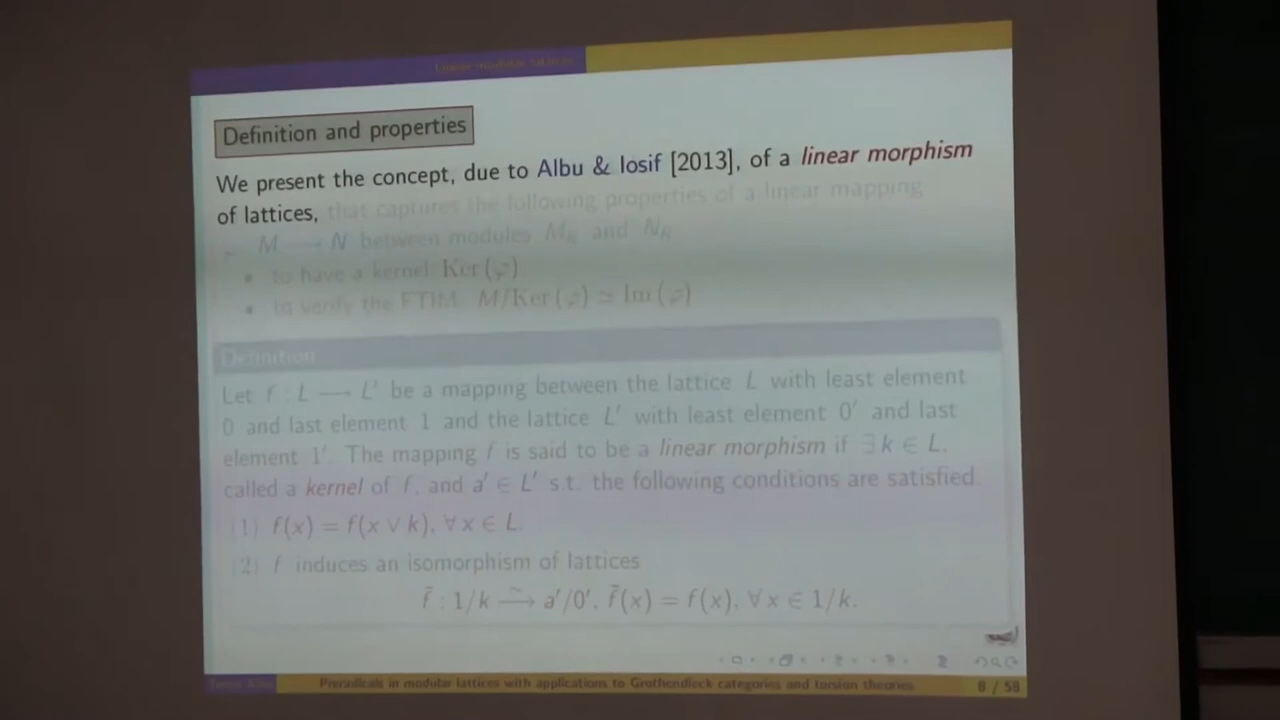 Linear modular lattices
Definition and properties
We present the concept, due to Albu & Iosif [2013], of a linear morphism
of lattices, that captures the following properties of a linear mapping
M ⟶ N between modules M_R and N_R
• to have a kernel Ker(φ)
• to verify the FTIM: M/Ker(φ) ≃ Im(φ)
Definition
Let f : L ⟶ L′ be a mapping between the lattice L with least element
0 and last element 1 and the lattice L′ with least element 0′ and last
element 1′. The mapping f is said to be a linear morphism if ∃ k ∈ L,
called a kernel of f, and a′ ∈ L′ s.t. the following conditions are satisfied.
(1) f(x) = f(x ∨ k), ∀ x ∈ L.
(2) f induces an isomorphism of lattices
f̄ : 1/k ⥲ a′/0′, f̄(x) = f(x), ∀ x ∈ 1/k.
Toma Albu Preradicals in modular lattices with applications to Grothendieck categories and torsion theories 8 / 58